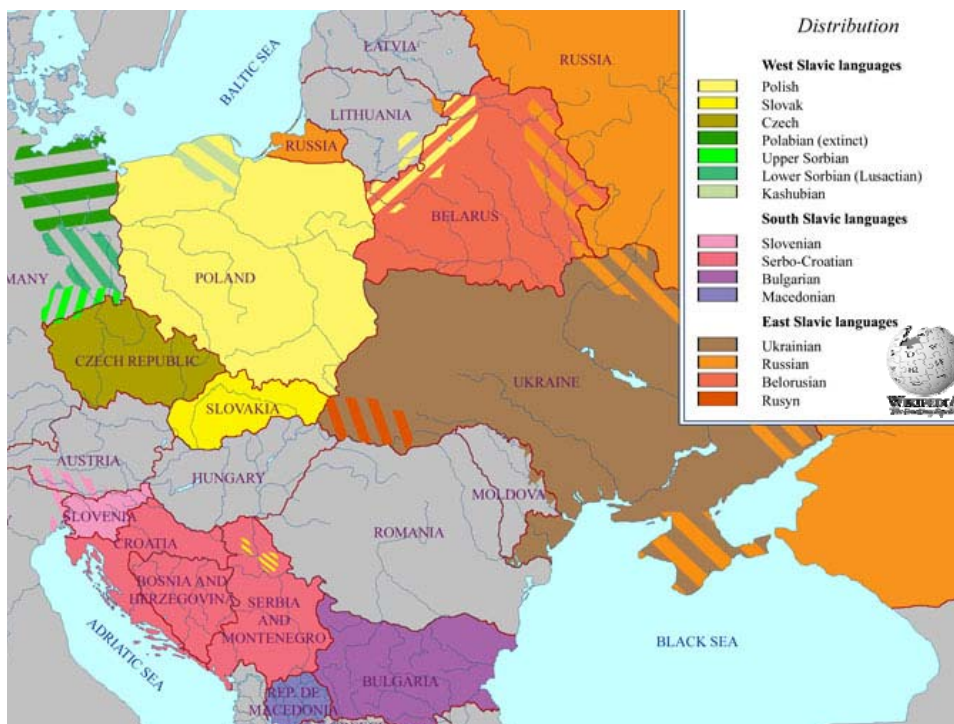 Distribution
West Slavic languages
Polish
Slovak
Czech
Polabian (extinct)
Upper Sorbian
Lower Sorbian (Lusactian)
Kashubian
South Slavic languages
Slovenian
Serbo-Croatian
Bulgarian
Macedonian
East Slavic languages
Ukrainian
Russian
Belorusian
Rusyn
WIKIPEDIA
BALTIC SEA
LATVIA
RUSSIA
LITHUANIA
RUSSIA
BELARUS
MANY
POLAND
CZECH REPUBLIC
UKRAINE
SLOVAKIA
AUSTRIA
HUNGARY
MOLDOVA
SLOVENIA
ROMANIA
CROATIA
BOSNIA AND
HERZEGOVINA
SERBIA
AND
MONTENEGRO
ADRIATIC SEA
BLACK SEA
BULGARIA
REP. DE
MACEDONIA